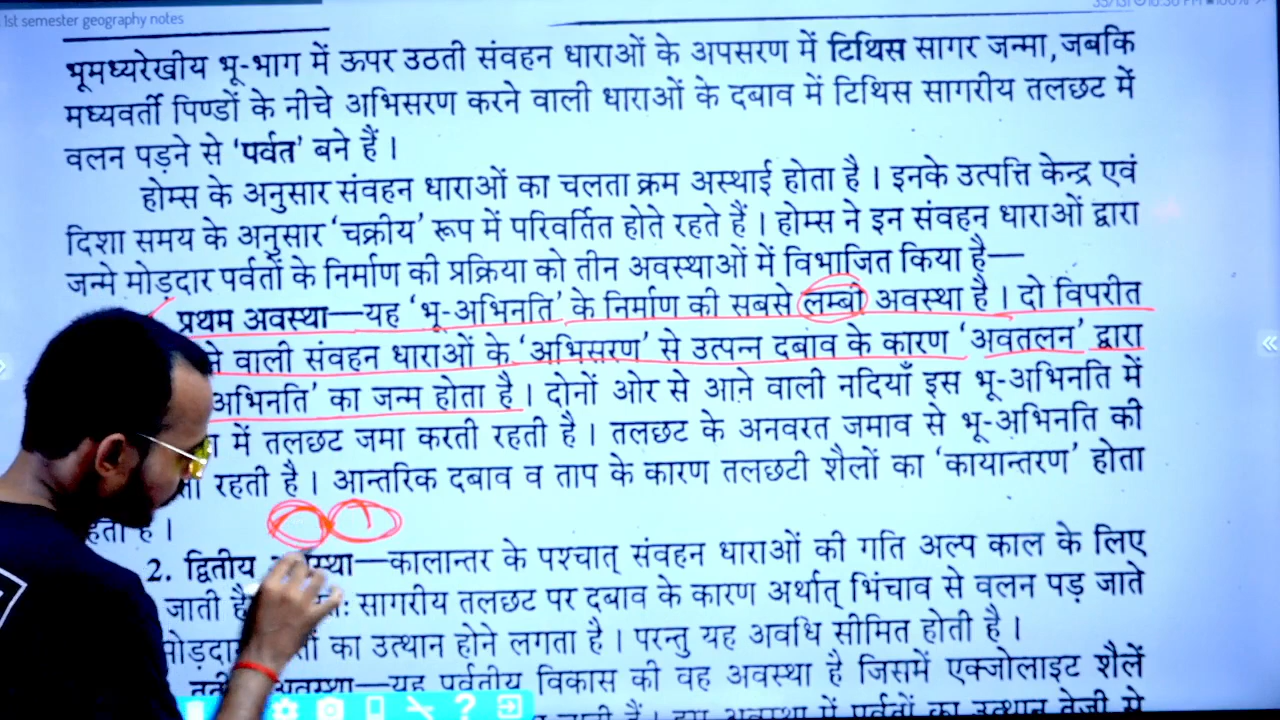 1st semester geography notes
भूमध्यरेखीय भू-भाग में ऊपर उठती संवहन धाराओं के अपसरण में टिथिस सागर जन्मा, जबकि
मध्यवर्ती पिण्डों के नीचे अभिसरण करने वाली धाराओं के दबाव में टिथिस सागरीय तलछट में
वलन पड़ने से 'पर्वत' बने हैं ।
होम्स के अनुसार संवहन धाराओं का चलता क्रम अस्थाई होता है । इनके उत्पत्ति केन्द्र एवं
दिशा समय के अनुसार 'चक्रीय' रूप में परिवर्तित होते रहते हैं । होम्स ने इन संवहन धाराओं द्वारा
जन्मे मोड़दार पर्वतों के निर्माण की प्रक्रिया को तीन अवस्थाओं में विभाजित किया है—
प्रथम अवस्था—यह 'भू-अभिनति' के निर्माण की सबसे लम्बी अवस्था है । दो विपरीत
से वाली संवहन धाराओं के 'अभिसरण' से उत्पन्न दबाव के कारण 'अवतलन' द्वारा
अभिनति' का जन्म होता है । दोनों ओर से आने वाली नदियाँ इस भू-अभिनति में
में तलछट जमा करती रहती है । तलछट के अनवरत जमाव से भू-अभिनति की
रहती है । आन्तरिक दबाव व ताप के कारण तलछटी शैलों का 'कायान्तरण' होता
है ।
2. द्वितीय —कालान्तर के पश्चात् संवहन धाराओं की गति अल्प काल के लिए
जाती है सागरीय तलछट पर दबाव के कारण अर्थात् भिंचाव से वलन पड़ जाते
का उत्थान होने लगता है । परन्तु यह अवधि सीमित होती है ।
अवस्था—यह पर्वतीय विकास की वह अवस्था है जिसमें एक्जोलाइट शैलें
हैं । इस अवस्था में पर्वतों का उत्थान तेजी से